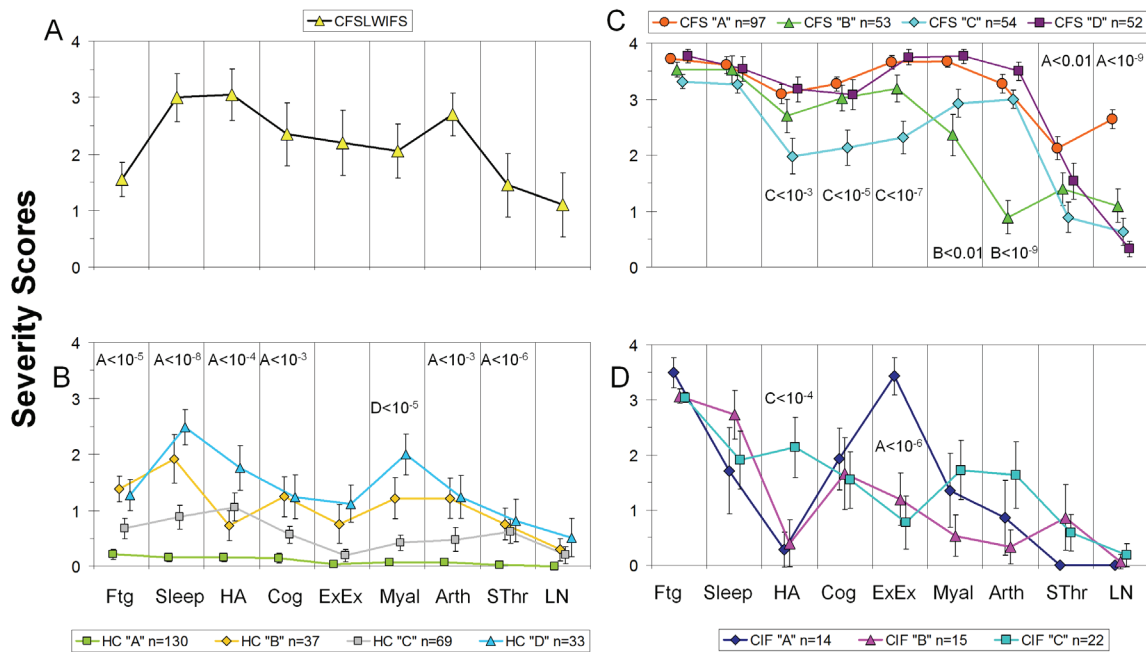 A
CFSLWIFS
4
3
2
1
0
C
CFS "A" n=97 CFS "B" n=53 CFS "C" n=54 CFS "D" n=52
4
3
2
1
0
A<0.01 A<10⁻⁹
C<10⁻³ C<10⁻⁵ C<10⁻⁷
B<0.01 B<10⁻⁹
Severity Scores
B
4
3
2
1
0
A<10⁻⁵ A<10⁻⁸ A<10⁻⁴ A<10⁻³ A<10⁻³ A<10⁻⁶
D<10⁻⁵
Ftg Sleep HA Cog ExEx Myal Arth SThr LN
HC "A" n=130 HC "B" n=37 HC "C" n=69 HC "D" n=33
D
4
3
2
1
0
C<10⁻⁴
A<10⁻⁶
Ftg Sleep HA Cog ExEx Myal Arth SThr LN
CIF "A" n=14 CIF "B" n=15 CIF "C" n=22